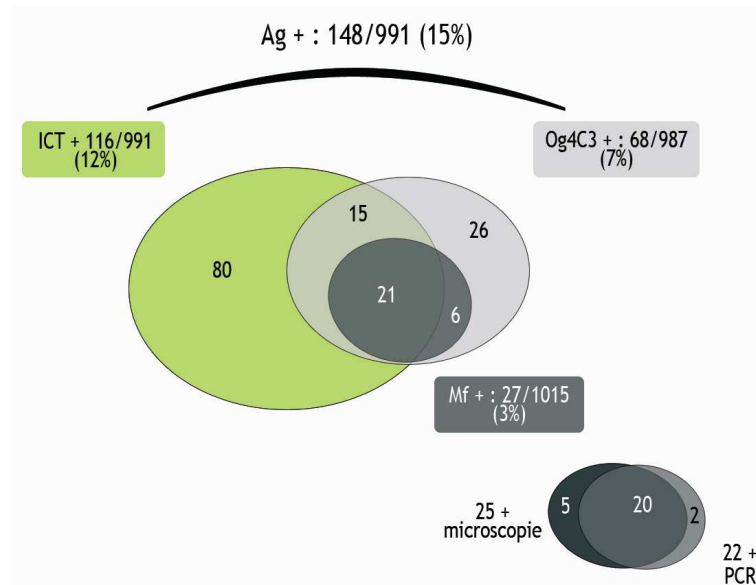 Ag + : 148/991 (15%)
ICT + 116/991
(12%)
Og4C3 + : 68/987
(7%)
15
26
80
21
6
Mf + : 27/1015
(3%)
5
20
2
25 +
microscopie
22 +
PCR